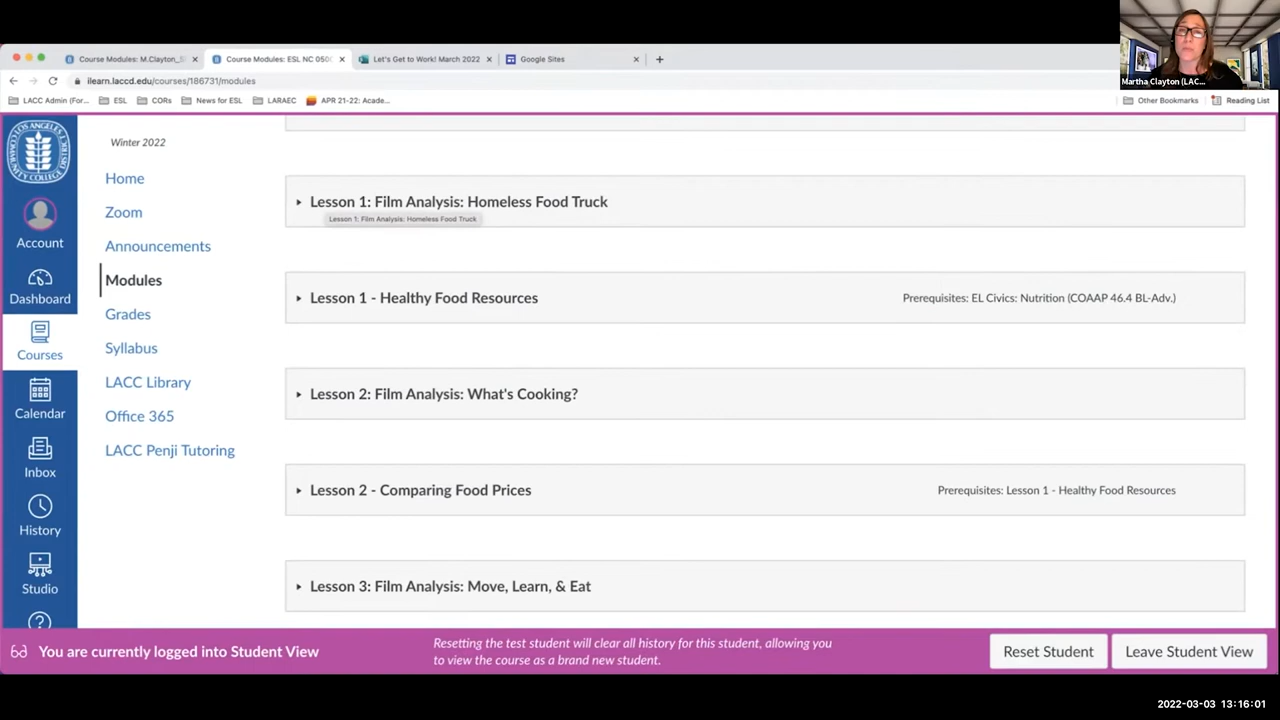 Martha Clayton (LAC...
Course Modules: M.Clayton_
Course Modules: ESL NC 050
Let's Get to Work! March 2022
Google Sites
ilearn.laccd.edu/courses/186731/modules
LACC Admin (For...
ESL
CORs
News for ESL
LARAEC
APR 21-22: Acade...
Other Bookmarks
Reading List
LOS ANGELES
COMMUNITY COLLEGE DISTRICT
Account
Dashboard
Courses
Calendar
Inbox
History
Studio
Winter 2022
Home
Zoom
Announcements
Modules
Grades
Syllabus
LACC Library
Office 365
LACC Penji Tutoring
Lesson 1: Film Analysis: Homeless Food Truck
Lesson 1: Film Analysis: Homeless Food Truck
Lesson 1 - Healthy Food Resources
Prerequisites: EL Civics: Nutrition (COAAP 46.4 BL-Adv.)
Lesson 2: Film Analysis: What's Cooking?
Lesson 2 - Comparing Food Prices
Prerequisites: Lesson 1 - Healthy Food Resources
Lesson 3: Film Analysis: Move, Learn, & Eat
You are currently logged into Student View
Resetting the test student will clear all history for this student, allowing you
to view the course as a brand new student.
Reset Student
Leave Student View
2022-03-03 13:16:01